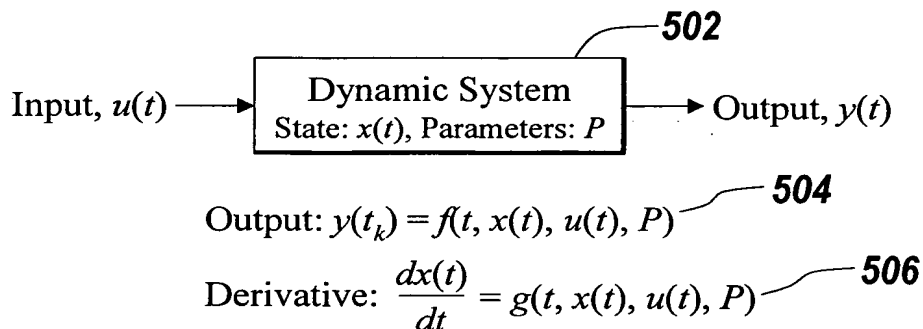 502
Input, u(t)
Dynamic System
State: x(t), Parameters: P
Output, y(t)
504
Output: y(t_k) = f(t, x(t), u(t), P)
506
Derivative: dx(t)/dt = g(t, x(t), u(t), P)